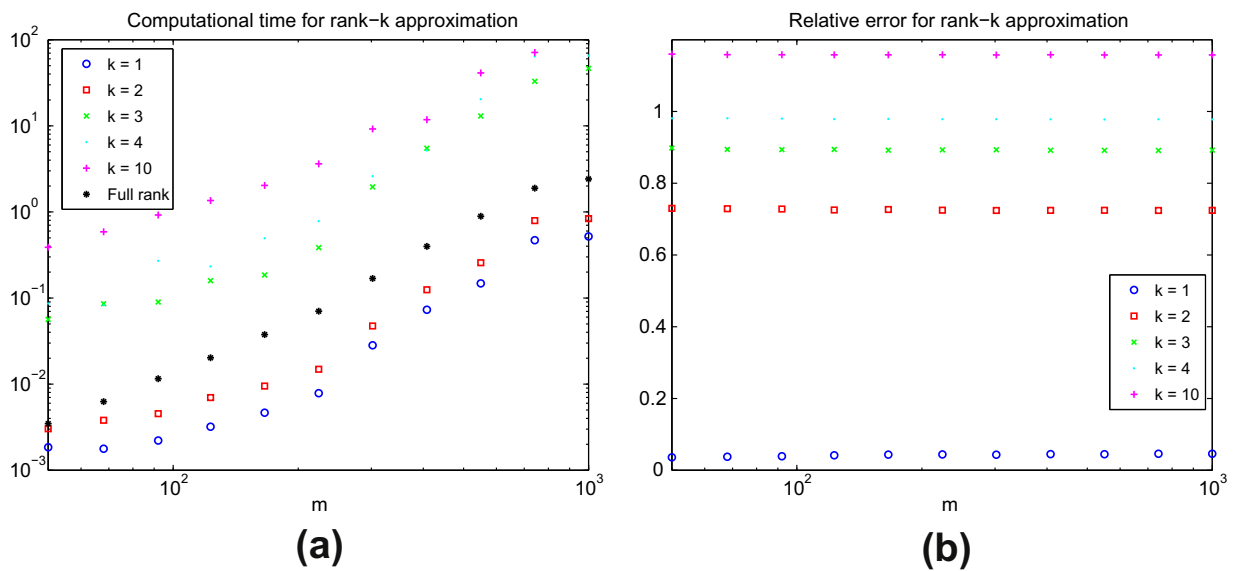 Computational time for rank−k approximation
10^2
10^1
10^0
10^−1
10^−2
10^−3
k = 1
k = 2
k = 3
k = 4
k = 10
Full rank
10^2
10^3
m
(a)
Relative error for rank−k approximation
1
0.8
0.6
0.4
0.2
0
k = 1
k = 2
k = 3
k = 4
k = 10
10^2
10^3
m
(b)